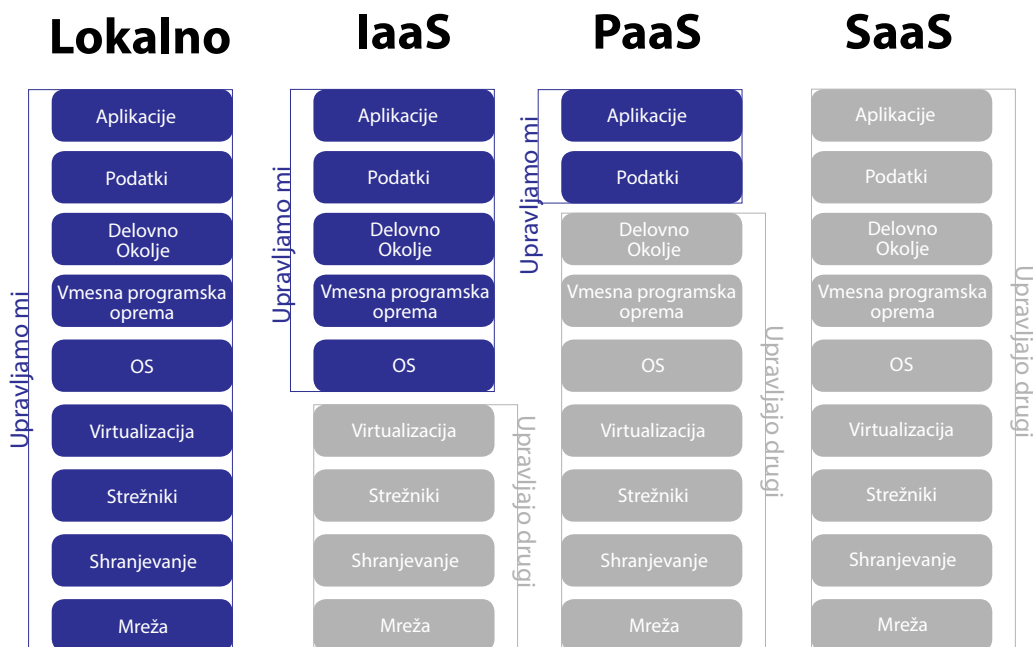 Lokalno
IaaS
PaaS
SaaS
Upravljamo mi
Aplikacije
Podatki
Delovno
Okolje
Vmesna programska
oprema
OS
Virtualizacija
Strežniki
Shranjevanje
Mreža
Upravljamo mi
Aplikacije
Podatki
Delovno
Okolje
Vmesna programska
oprema
OS
Virtualizacija
Strežniki
Shranjevanje
Mreža
Upravljajo drugi
Upravljamo mi
Aplikacije
Podatki
Delovno
Okolje
Vmesna programska
oprema
OS
Virtualizacija
Strežniki
Shranjevanje
Mreža
Upravljajo drugi
Aplikacije
Podatki
Delovno
Okolje
Vmesna programska
oprema
OS
Virtualizacija
Strežniki
Shranjevanje
Mreža
Upravljajo drugi